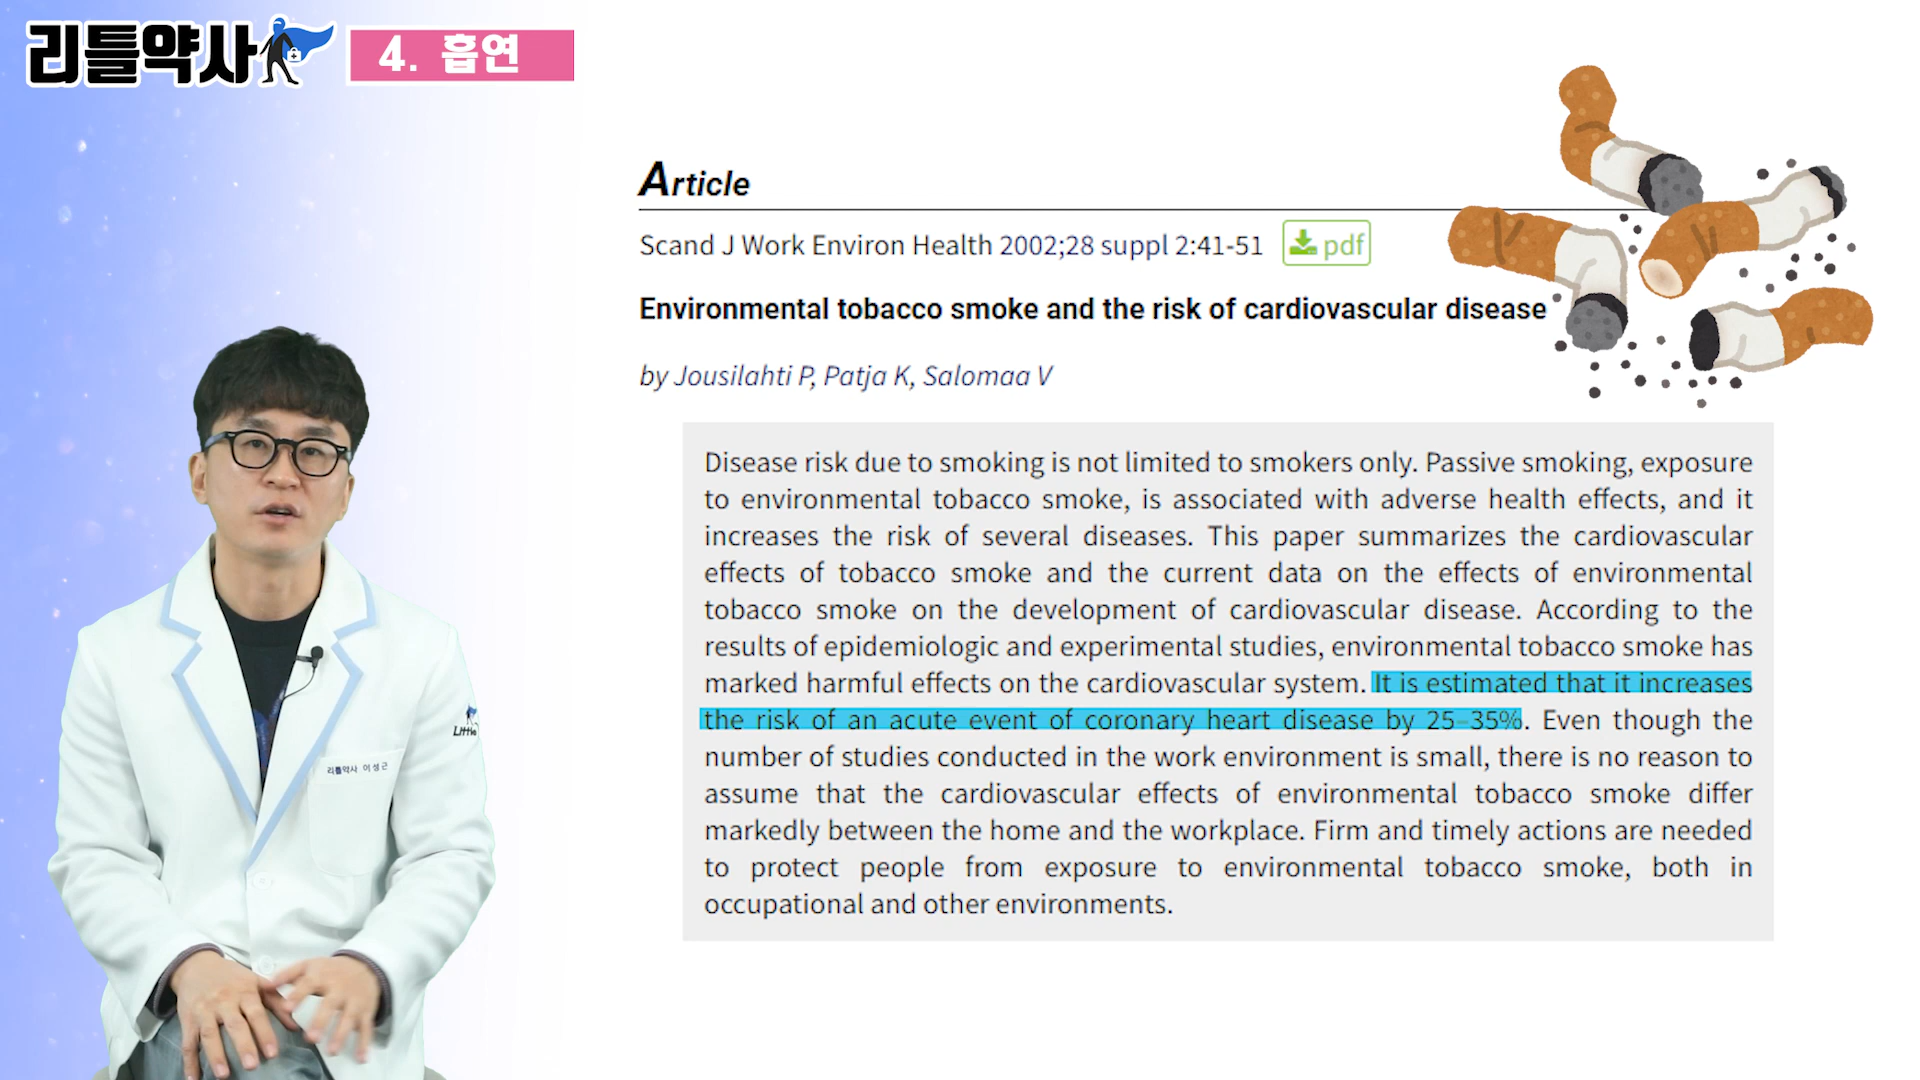 리틀약사
4. 흡연
Article
Scand J Work Environ Health 2002;28 suppl 2:41-51 pdf
Environmental tobacco smoke and the risk of cardiovascular disease
by Jousilahti P, Patja K, Salomaa V
Disease risk due to smoking is not limited to smokers only. Passive smoking, exposure
to environmental tobacco smoke, is associated with adverse health effects, and it
increases the risk of several diseases. This paper summarizes the cardiovascular
effects of tobacco smoke and the current data on the effects of environmental
tobacco smoke on the development of cardiovascular disease. According to the
results of epidemiologic and experimental studies, environmental tobacco smoke has
marked harmful effects on the cardiovascular system. It is estimated that it increases
the risk of an acute event of coronary heart disease by 25–35%. Even though the
number of studies conducted in the work environment is small, there is no reason to
assume that the cardiovascular effects of environmental tobacco smoke differ
markedly between the home and the workplace. Firm and timely actions are needed
to protect people from exposure to environmental tobacco smoke, both in
occupational and other environments.
Little
리틀약사 이성근